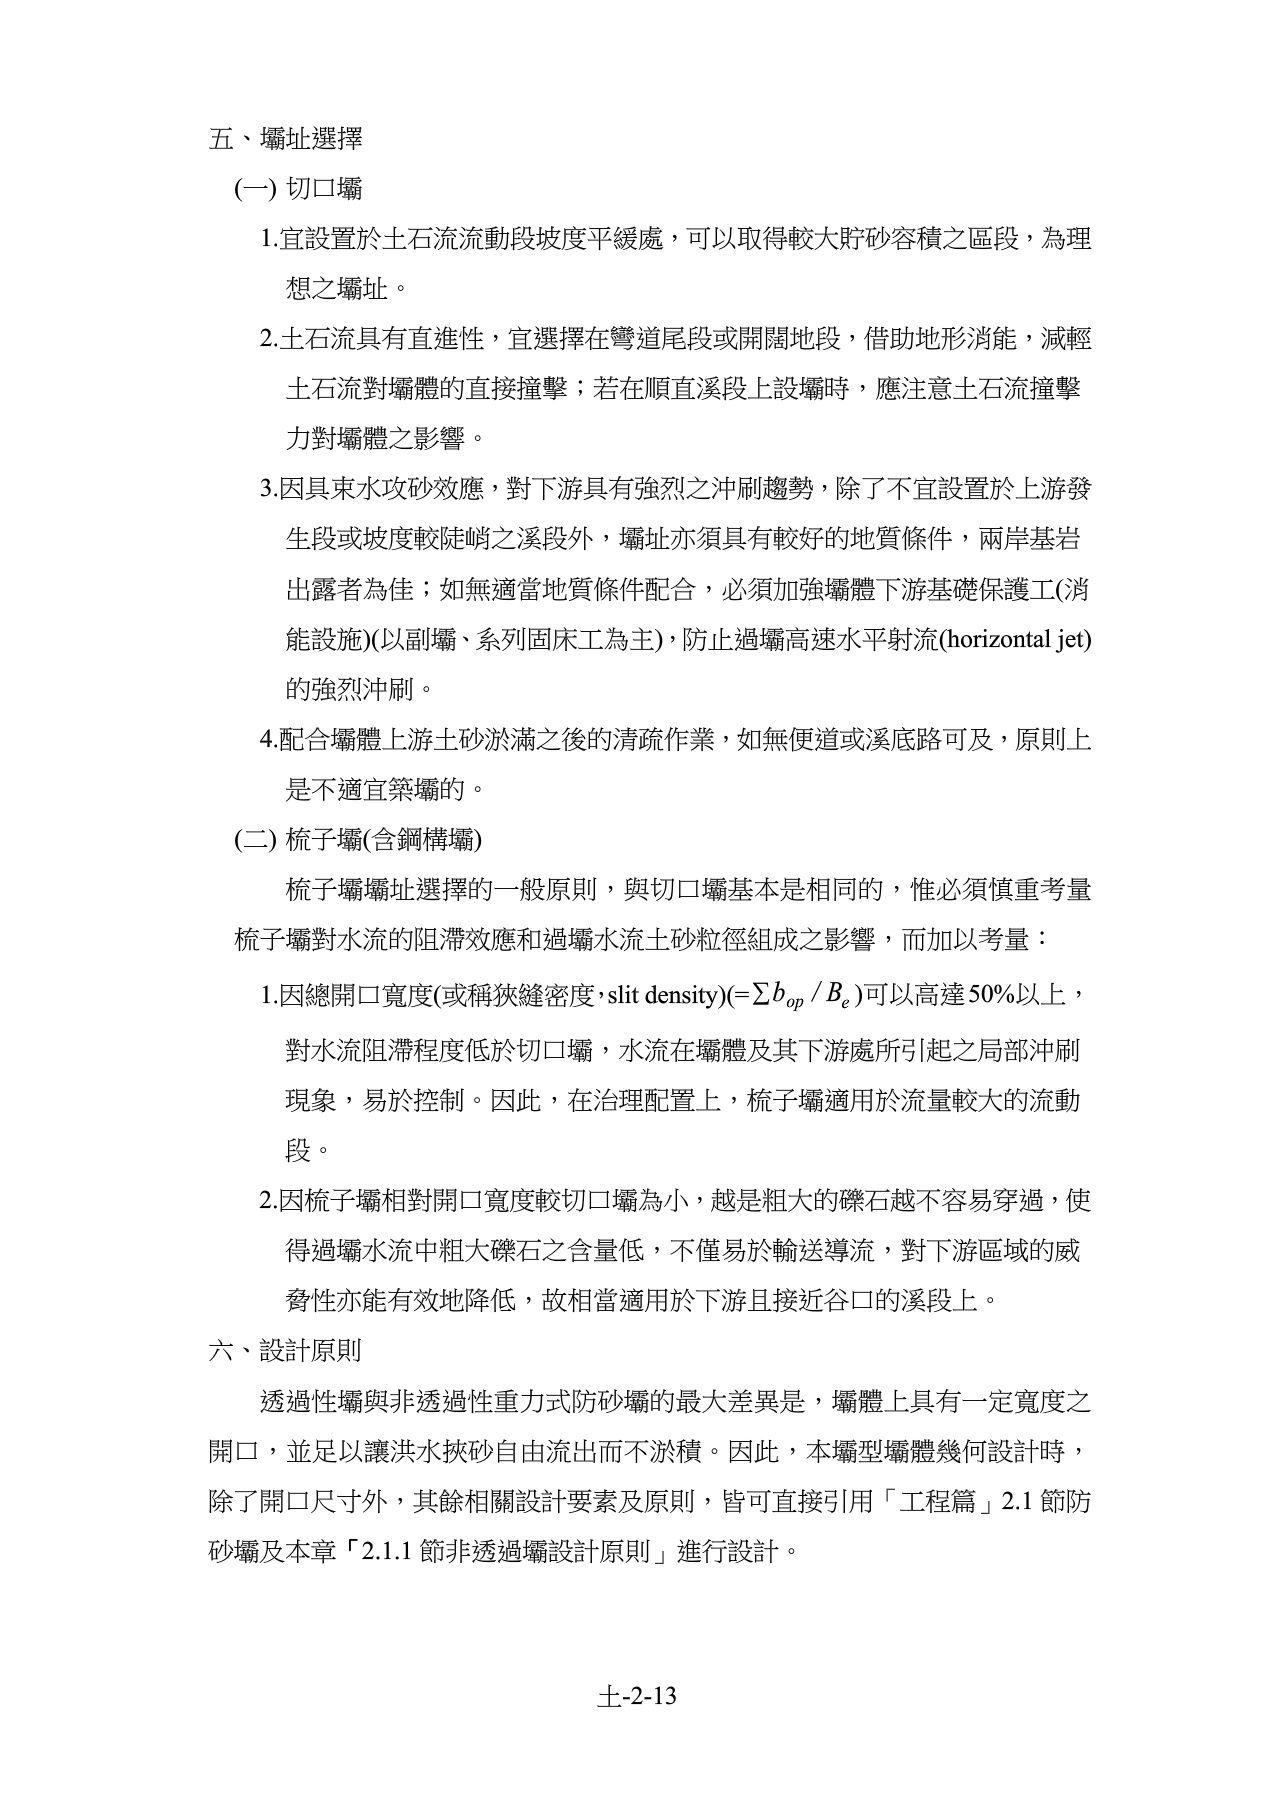 五、壩址選擇
(一) 切口壩
1.宜設置於土石流流動段坡度平緩處，可以取得較大貯砂容積之區段，為理
想之壩址。
2.土石流具有直進性，宜選擇在彎道尾段或開闊地段，借助地形消能，減輕
土石流對壩體的直接撞擊；若在順直溪段上設壩時，應注意土石流撞擊
力對壩體之影響。
3.因具束水攻砂效應，對下游具有強烈之沖刷趨勢，除了不宜設置於上游發
生段或坡度較陡峭之溪段外，壩址亦須具有較好的地質條件，兩岸基岩
出露者為佳；如無適當地質條件配合，必須加強壩體下游基礎保護工(消
能設施)(以副壩、系列固床工為主)，防止過壩高速水平射流(horizontal jet)
的強烈沖刷。
4.配合壩體上游土砂淤滿之後的清疏作業，如無便道或溪底路可及，原則上
是不適宜築壩的。
(二) 梳子壩(含鋼構壩)
梳子壩壩址選擇的一般原則，與切口壩基本是相同的，惟必須慎重考量
梳子壩對水流的阻滯效應和過壩水流土砂粒徑組成之影響，而加以考量：
1.因總開口寬度(或稱狹縫密度，slit density)(=∑b_op / B_e)可以高達50%以上，
對水流阻滯程度低於切口壩，水流在壩體及其下游處所引起之局部沖刷
現象，易於控制。因此，在治理配置上，梳子壩適用於流量較大的流動
段。
2.因梳子壩相對開口寬度較切口壩為小，越是粗大的礫石越不容易穿過，使
得過壩水流中粗大礫石之含量低，不僅易於輸送導流，對下游區域的威
脅性亦能有效地降低，故相當適用於下游且接近谷口的溪段上。
六、設計原則
透過性壩與非透過性重力式防砂壩的最大差異是，壩體上具有一定寬度之
開口，並足以讓洪水挾砂自由流出而不淤積。因此，本壩型壩體幾何設計時，
除了開口尺寸外，其餘相關設計要素及原則，皆可直接引用「工程篇」2.1 節防
砂壩及本章「2.1.1 節非透過壩設計原則」進行設計。
土-2-13